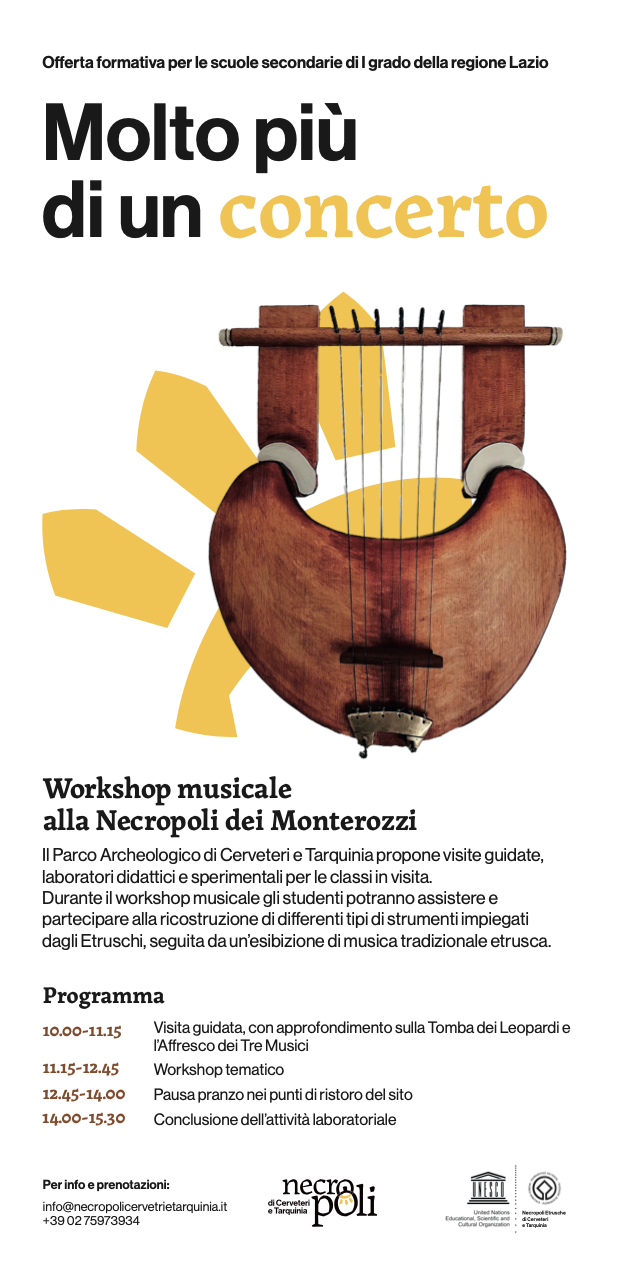 Offerta formativa per le scuole secondarie di I grado della regione Lazio
Molto più
di un concerto
Workshop musicale
alla Necropoli dei Monterozzi
Il Parco Archeologico di Cerveteri e Tarquinia propone visite guidate,
laboratori didattici e sperimentali per le classi in visita.
Durante il workshop musicale gli studenti potranno assistere e
partecipare alla ricostruzione di differenti tipi di strumenti impiegati
dagli Etruschi, seguita da un'esibizione di musica tradizionale etrusca.
Programma
10.00-11.15 Visita guidata, con approfondimento sulla Tomba dei Leopardi e
l'Affresco dei Tre Musici
11.15-12.45 Workshop tematico
12.45-14.00 Pausa pranzo nei punti di ristoro del sito
14.00-15.30 Conclusione dell'attività laboratoriale
Per info e prenotazioni:
info@necropolicervetrietarquinia.it
+39 02 75973934
necropoli
di Cerveteri
e Tarquinia
UNESCO
United Nations
Educational, Scientific and
Cultural Organization
Necropoli Etrusche
di Cerveteri
e Tarquinia